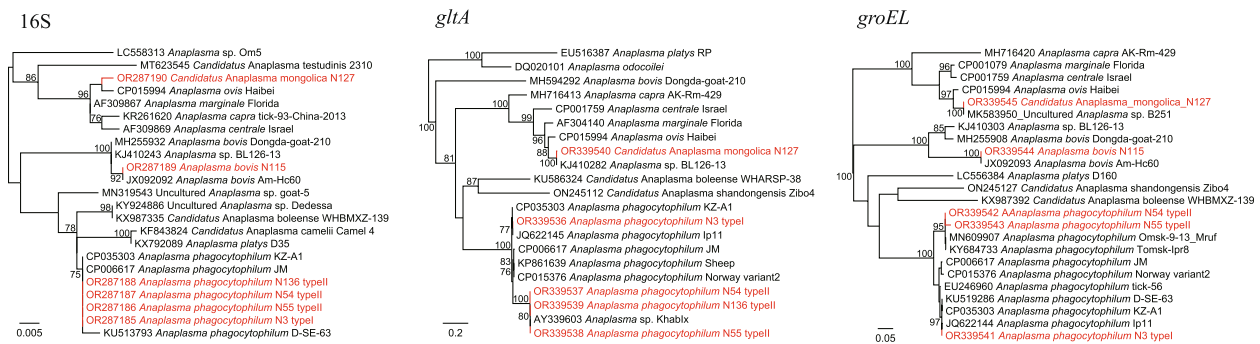 16S
LC558313 Anaplasma sp. Om5
MT623545 Candidatus Anaplasma testudinis 2310
86
OR287190 Candidatus Anaplasma mongolica N127
96
CP015994 Anaplasma ovis Haibei
AF309867 Anaplasma marginale Florida
KR261620 Anaplasma capra tick-93-China-2013
76
AF309869 Anaplasma centrale Israel
MH255932 Anaplasma bovis Dongda-goat-210
100
KJ410243 Anaplasma sp. BL126-13
OR287189 Anaplasma bovis N115
92
JX092092 Anaplasma bovis Am-Hc60
MN319543 Uncultured Anaplasma sp. goat-5
KY924886 Uncultured Anaplasma sp. Dedessa
98
KX987335 Candidatus Anaplasma boleense WHBMXZ-139
78
KF843824 Candidatus Anaplasma camelii Camel 4
KX792089 Anaplasma platys D35
CP035303 Anaplasma phagocytophilum KZ-A1
CP006617 Anaplasma phagocytophilum JM
75
OR287188 Anaplasma phagocytophilum N136 typeII
OR287187 Anaplasma phagocytophilum N54 typeII
OR287186 Anaplasma phagocytophilum N55 typeII
OR287185 Anaplasma phagocytophilum N3 typeI
KU513793 Anaplasma phagocytophilum D-SE-63
0.005
gltA
EU516387 Anaplasma platys RP
100
DQ020101 Anaplasma odocoilei
MH594292 Anaplasma bovis Dongda-goat-210
MH716413 Anaplasma capra AK-Rm-429
100
CP001759 Anaplasma centrale Israel
99
AF304140 Anaplasma marginale Florida
100
96
CP015994 Anaplasma ovis Haibei
88
OR339540 Candidatus Anaplasma mongolica N127
81
KJ410282 Anaplasma sp. BL126-13
87
KU586324 Candidatus Anaplasma boleense WHARSP-38
ON245112 Candidatus Anaplasma shandongensis Zibo4
CP035303 Anaplasma phagocytophilum KZ-A1
OR339536 Anaplasma phagocytophilum N3 typeI
77
JQ622145 Anaplasma phagocytophilum Ip11
100
CP006617 Anaplasma phagocytophilum JM
83
KP861639 Anaplasma phagocytophilum Sheep
76
CP015376 Anaplasma phagocytophilum Norway variant2
OR339537 Anaplasma phagocytophilum N54 typeII
100
OR339539 Anaplasma phagocytophilum N136 typeII
80
AY339603 Anaplasma sp. KhabIx
OR339538 Anaplasma phagocytophilum N55 typeII
0.2
groEL
MH716420 Anaplasma capra AK-Rm-429
96
CP001079 Anaplasma marginale Florida
100
CP001759 Anaplasma centrale Israel
CP015994 Anaplasma ovis Haibei
97
OR339545 Candidatus Anaplasma_mongolica_N127
100
MK583950_Uncultured Anaplasma sp. B251
KJ410303 Anaplasma sp. BL126-13
85
MH255908 Anaplasma bovis Dongda-goat-210
100
OR339544 Anaplasma bovis N115
100
JX092093 Anaplasma bovis Am-Hc60
100
LC556384 Anaplasma platys D160
ON245127 Candidatus Anaplasma shandongensis Zibo4
KX987392 Anaplasma boleense WHBMXZ-139
OR339542 AAnaplasma phagocytophilum N54 typeII
95
OR339543 Anaplasma phagocytophilum N55 typeII
MN609907 Anaplasma phagocytophilum Omsk-9-13_Mruf
100
KY684733 Anaplasma phagocytophilum Tomsk-Ipr8
CP006617 Anaplasma phagocytophilum JM
CP015376 Anaplasma phagocytophilum Norway variant2
EU246960 Anaplasma phagocytophilum tick-56
KU519286 Anaplasma phagocytophilum D-SE-63
CP035303 Anaplasma phagocytophilum KZ-A1
97
JQ622144 Anaplasma phagocytophilum Ip11
OR339541 Anaplasma phagocytophilum N3 typeI
0.05